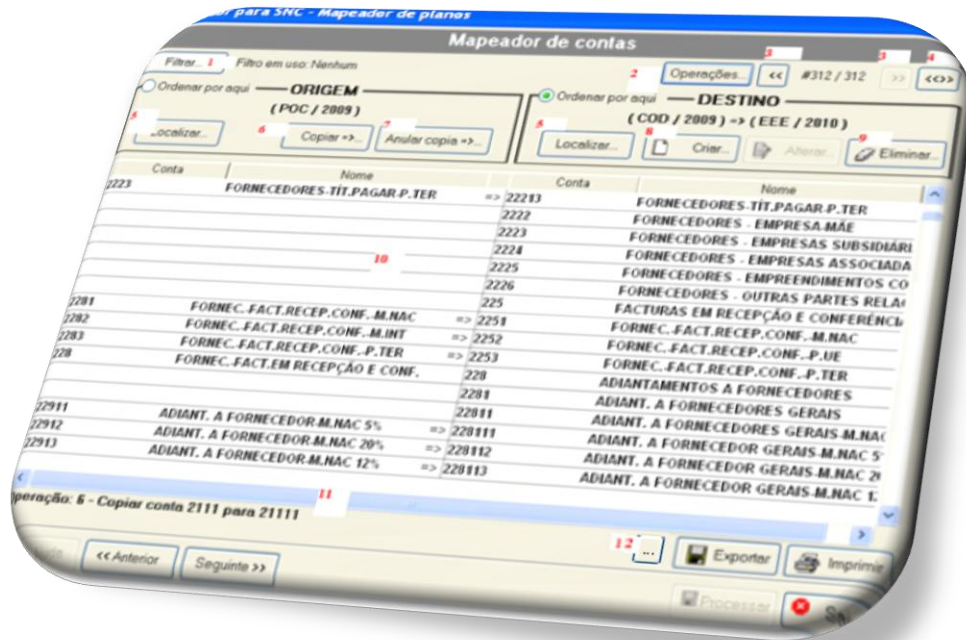 para SNC - Mapeador de planos
Mapeador de contas
Filtrar... 1 Filtro em uso: Nenhum
2 Operações... 3 << #312 / 312 3 >> 4 <<>>
Ordenar por aqui ORIGEM
( POC / 2009 )
5 Localizar... 6 Copiar =>... 7 Anular copia =>...
Ordenar por aqui DESTINO
( COD / 2009 ) => ( EEE / 2010 )
5 Localizar... 8 Criar... Alterar... 9 Eliminar...
Conta Nome Conta Nome
2223 FORNECEDORES-TÍT.PAGAR-P.TER => 22213 FORNECEDORES-TÍT.PAGAR-P.TER
2222 FORNECEDORES - EMPRESA-MÃE
2223 FORNECEDORES - EMPRESAS SUBSIDIÁRI
2224 FORNECEDORES - EMPRESAS ASSOCIADA
10 2225 FORNECEDORES - EMPREENDIMENTOS CO
2226 FORNECEDORES - OUTRAS PARTES RELA
225 FACTURAS EM RECEPÇÃO E CONFERÊNCI
2281 FORNEC.-FACT.RECEP.CONF.-M.NAC => 2251 FORNEC.-FACT.RECEP.CONF.-M.NAC
2282 FORNEC.-FACT.RECEP.CONF.-M.INT => 2252 FORNEC.-FACT.RECEP.CONF.-P.UE
2283 FORNEC.-FACT.RECEP.CONF.-P.TER => 2253 FORNEC.-FACT.RECEP.CONF.-P.TER
228 FORNEC.-FACT.EM RECEPÇÃO E CONF. 228 ADIANTAMENTOS A FORNECEDORES
2281 ADIANT. A FORNECEDORES GERAIS
22811 ADIANT. A FORNECEDORES GERAIS-M.NAC
22911 ADIANT. A FORNECEDOR-M.NAC 5% => 228111 ADIANT. A FORNECEDOR GERAIS-M.NAC 5
22912 ADIANT. A FORNECEDOR-M.NAC 20% => 228112 ADIANT. A FORNECEDOR GERAIS-M.NAC 2
22913 ADIANT. A FORNECEDOR-M.NAC 12% => 228113 ADIANT. A FORNECEDOR GERAIS-M.NAC 1
11
peração: 6 - Copiar conta 2111 para 21111
12 ... Exportar Imprimir
<< Anterior Seguinte >>
Processar